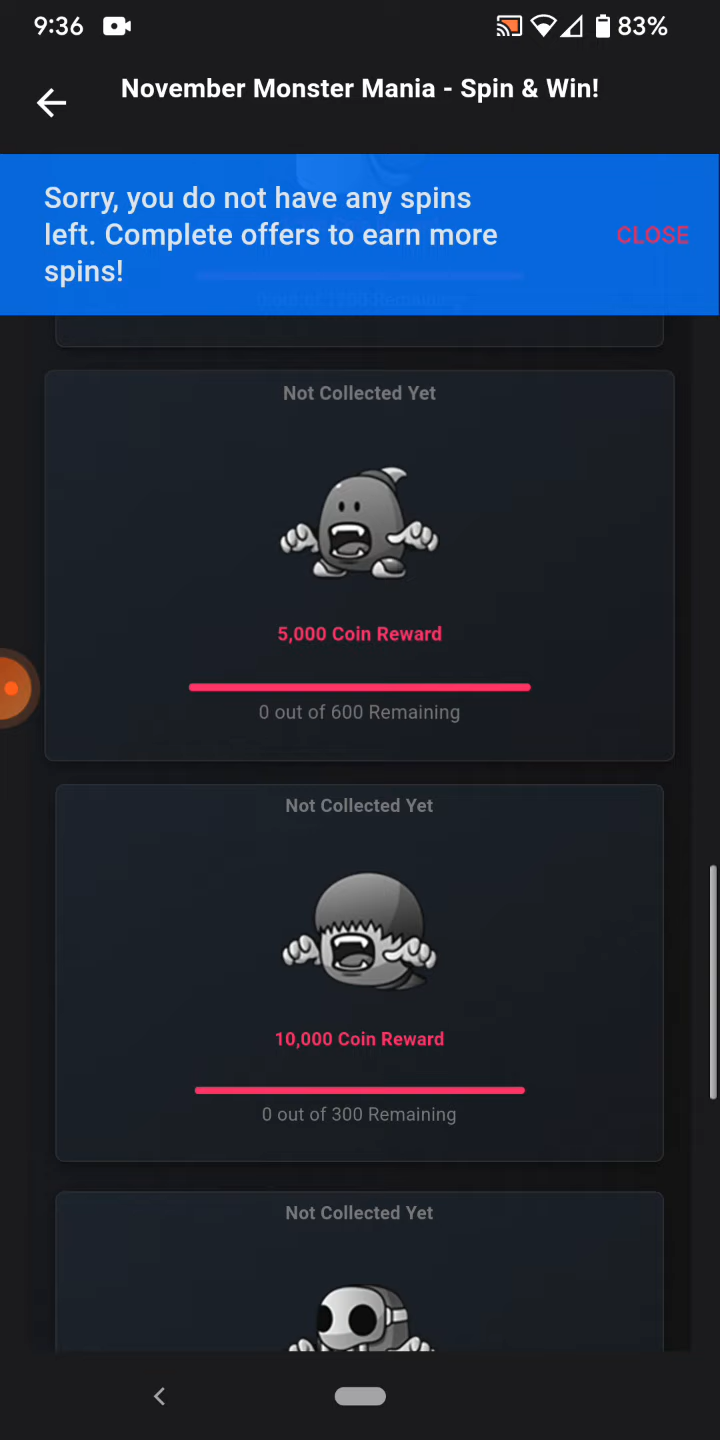 9:36
83%
November Monster Mania - Spin & Win!
Sorry, you do not have any spins
left. Complete offers to earn more
spins!
CLOSE
Not Collected Yet
5,000 Coin Reward
0 out of 600 Remaining
Not Collected Yet
10,000 Coin Reward
0 out of 300 Remaining
Not Collected Yet